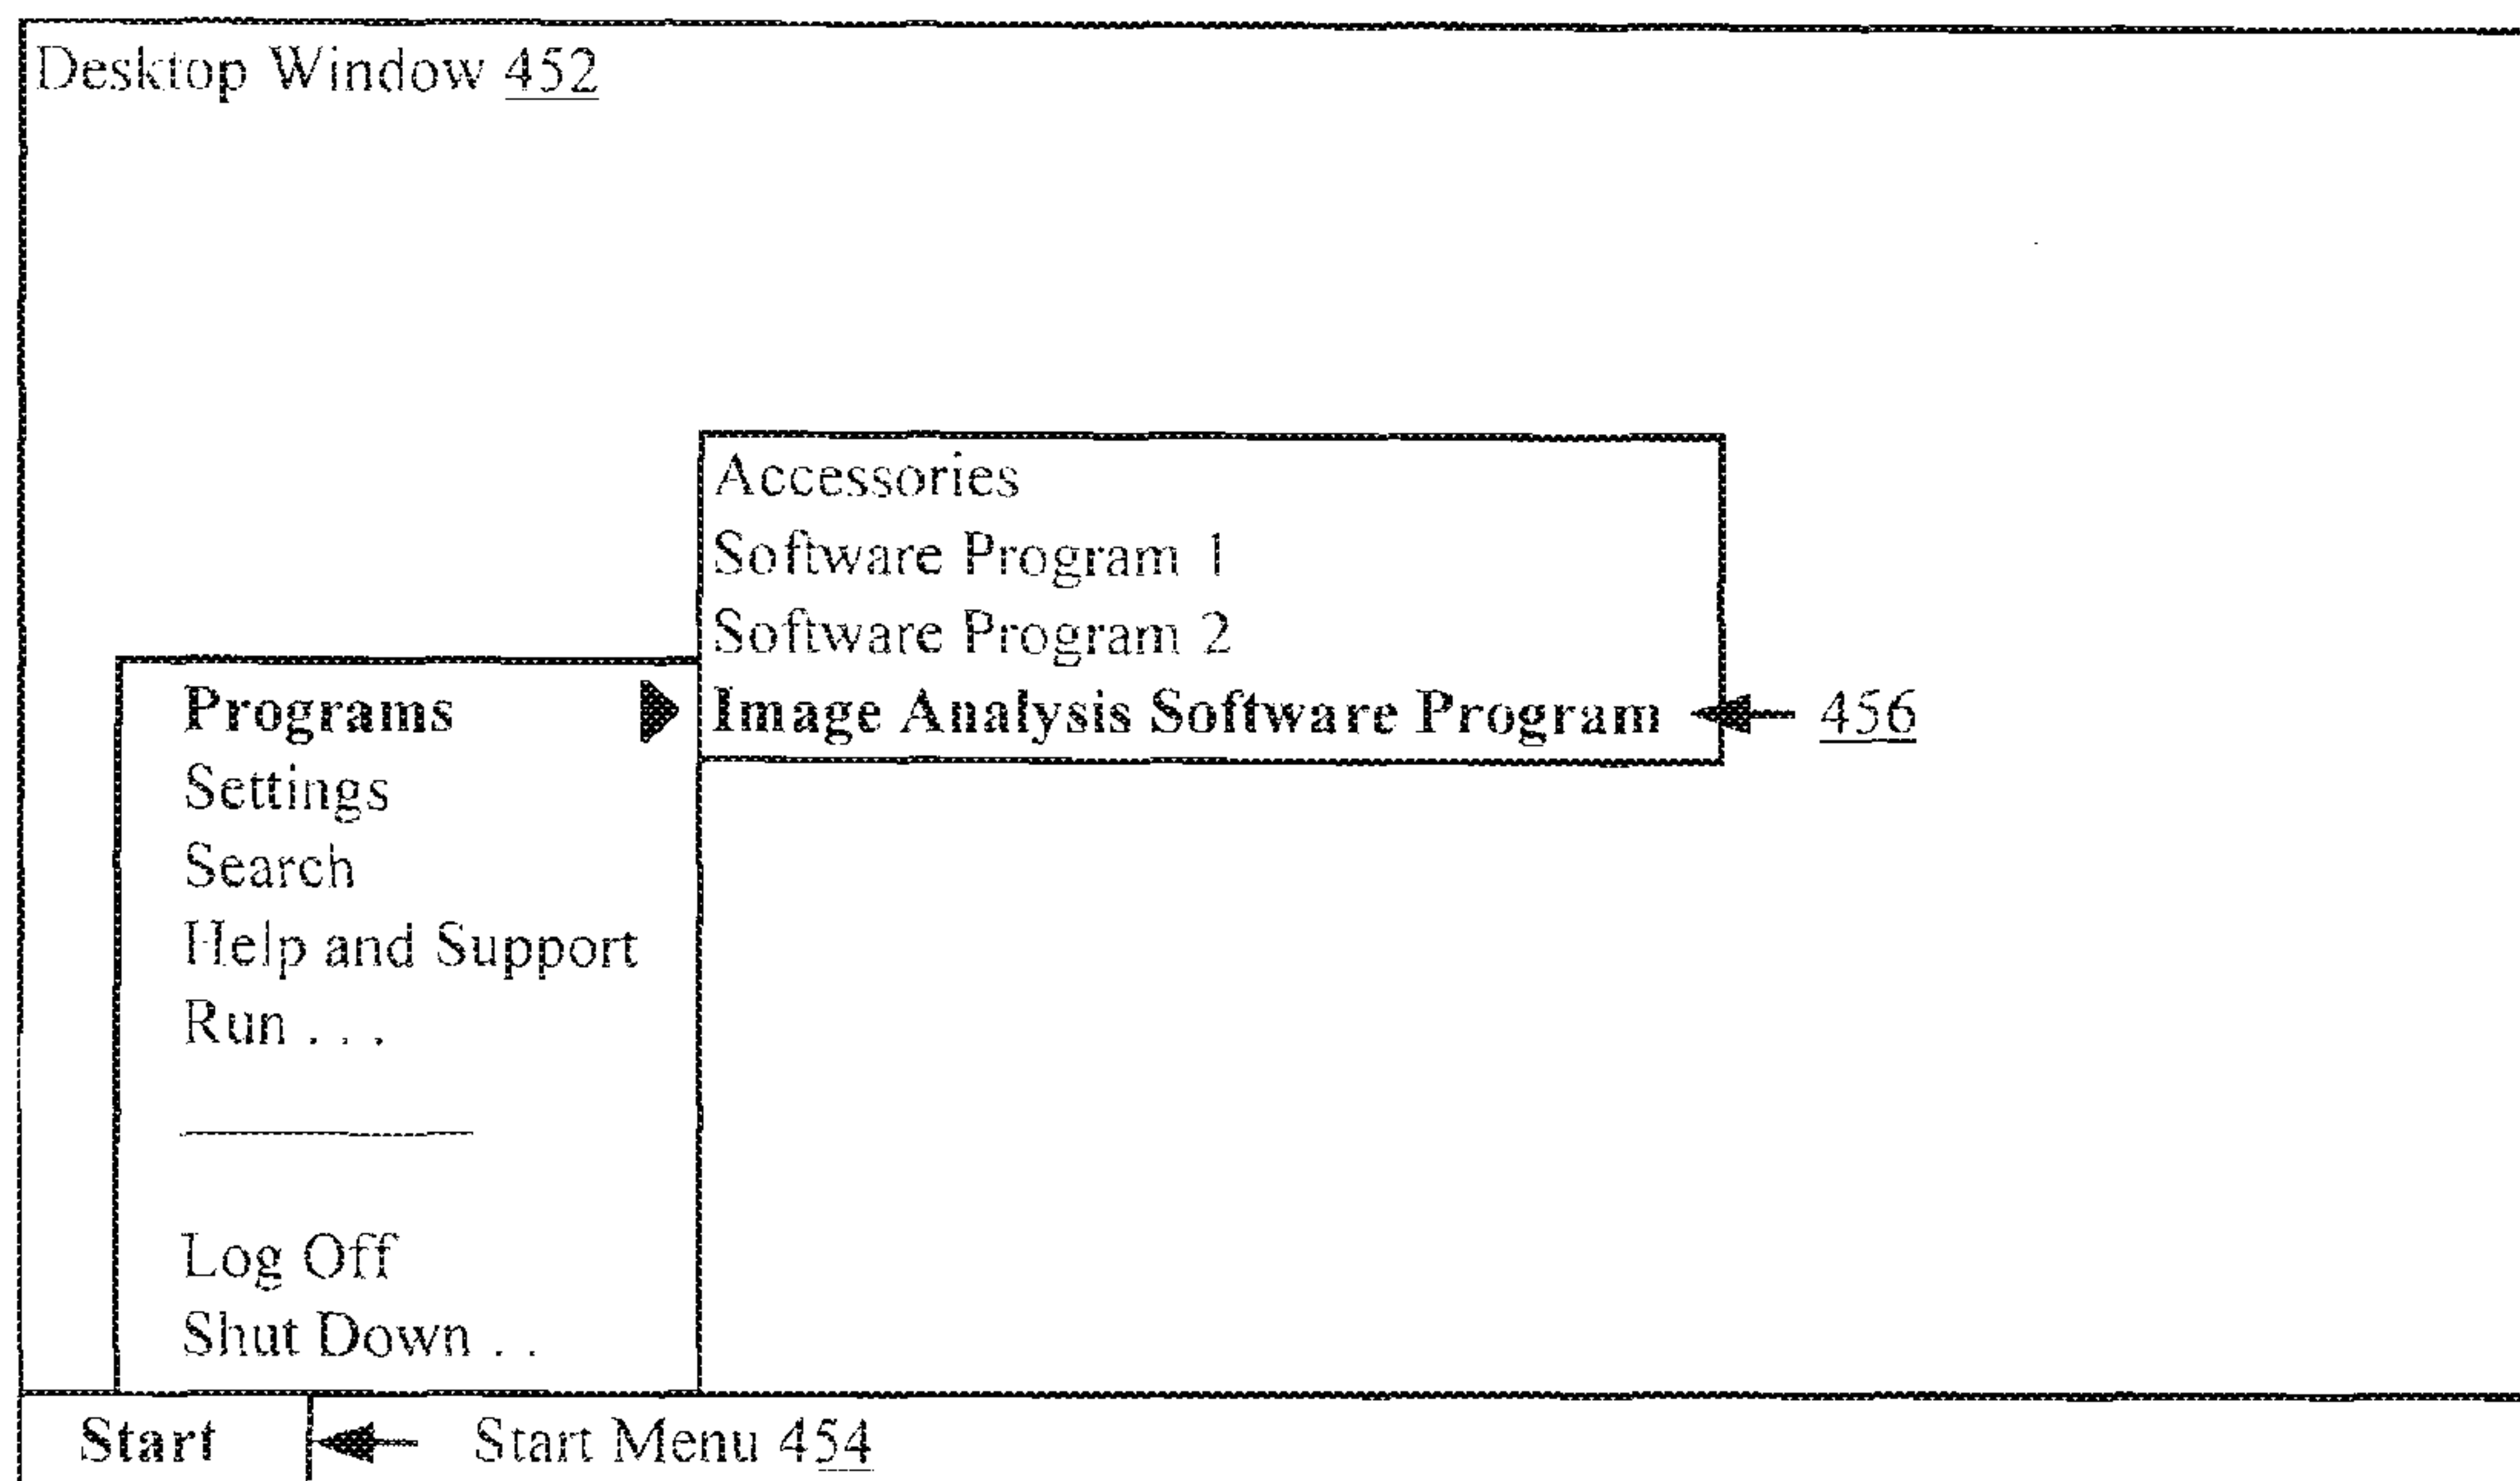 Desktop Window 452
Accessories
Software Program 1
Software Program 2
Programs
Image Analysis Software Program
456
Settings
Search
Help and Support
Run . . .
Log Off
Shut Down . .
Start
Start Menu 454